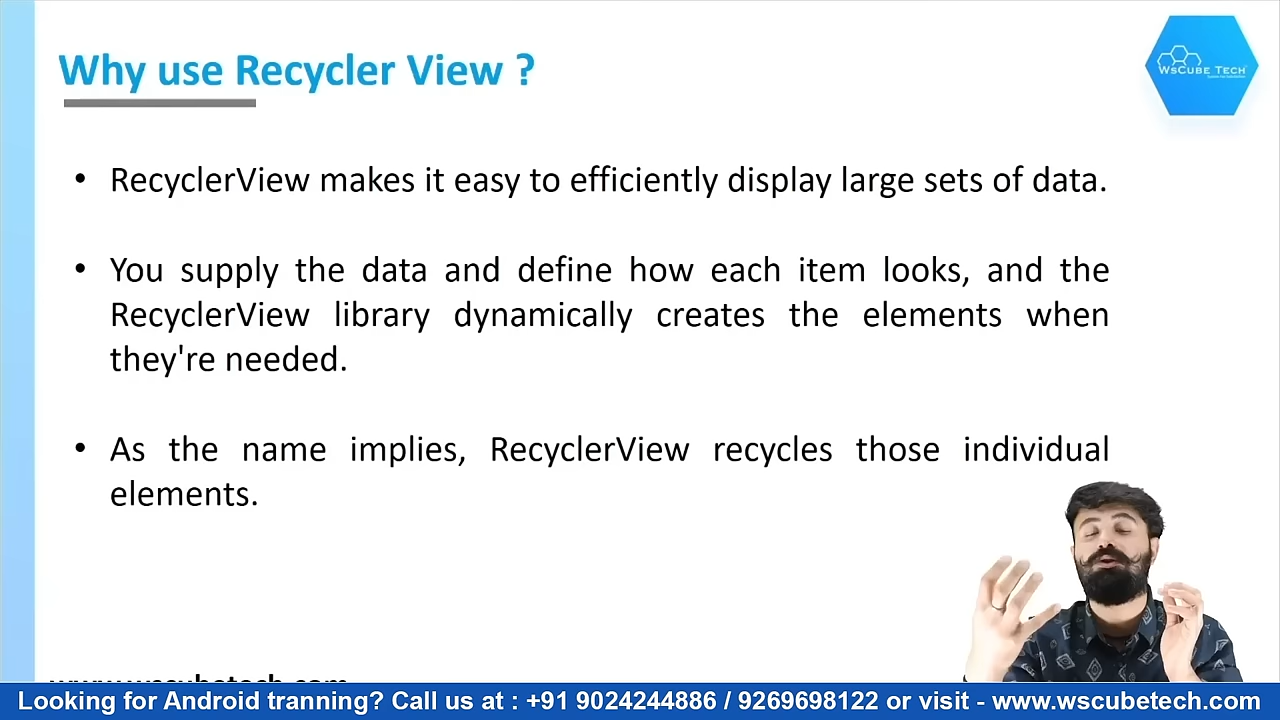 Why use Recycler View ?
WsCube Tech
• RecyclerView makes it easy to efficiently display large sets of data.
• You supply the data and define how each item looks, and the
RecyclerView library dynamically creates the elements when
they're needed.
• As the name implies, RecyclerView recycles those individual
elements.
www.wscubetech.com
Looking for Android tranning? Call us at : +91 9024244886 / 9269698122 or visit - www.wscubetech.com